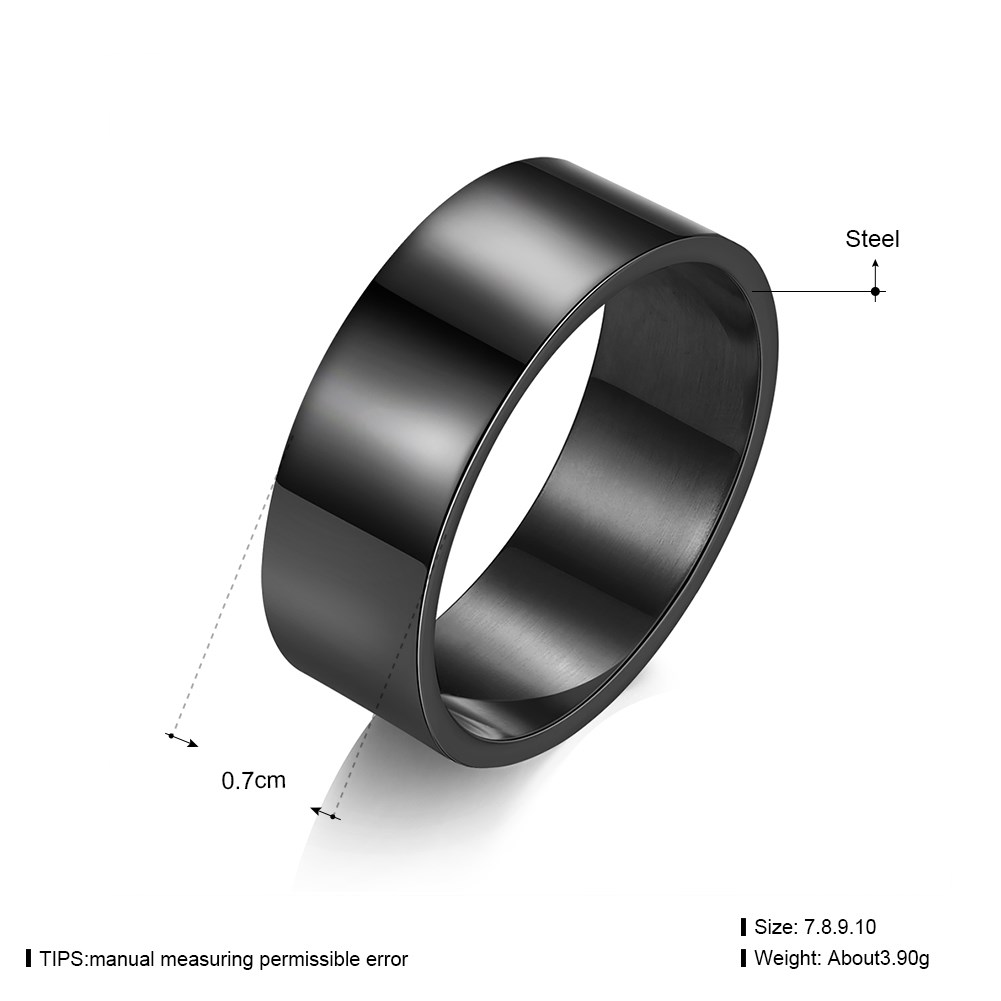 Steel
0.7cm
Size: 7.8.9.10
TIPS:manual measuring permissible error
Weight: About3.90g